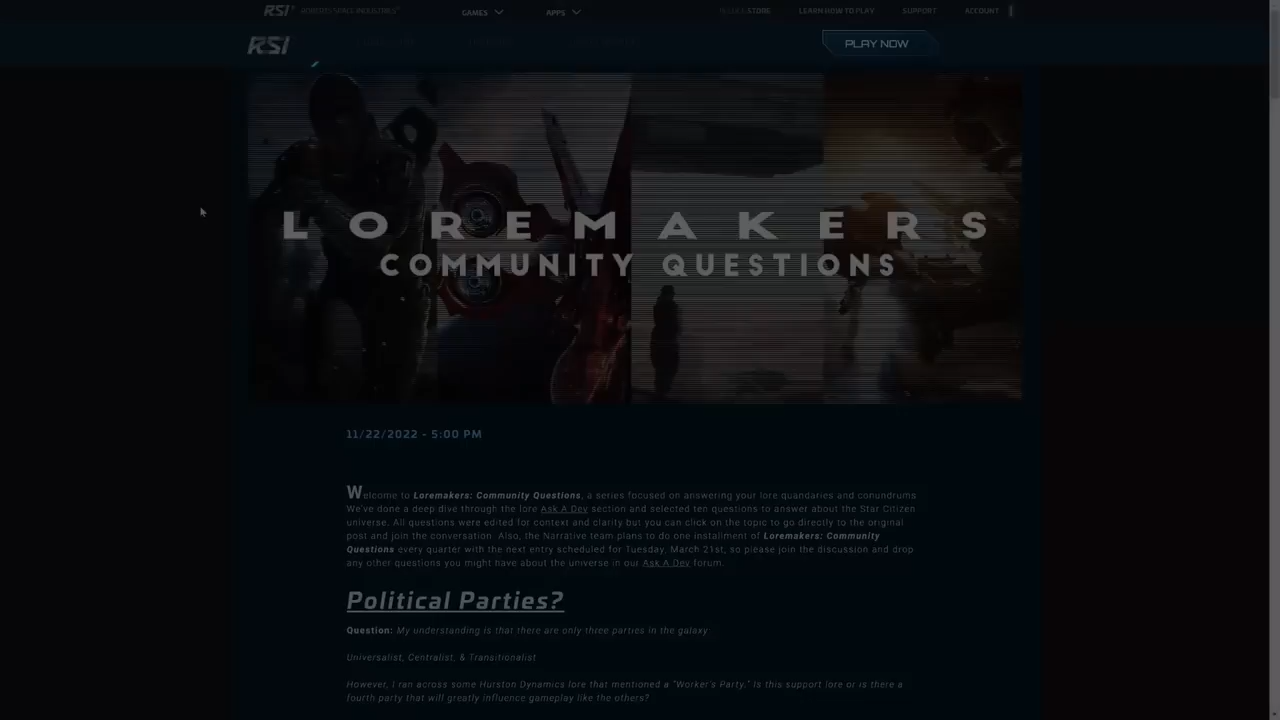 RSI ROBERTS SPACE INDUSTRIES
GAMES
APPS
STORE
LEARN HOW TO PLAY
SUPPORT
ACCOUNT
RSI
PLAY NOW
LOREMAKERS
COMMUNITY QUESTIONS
11/22/2022 - 5:00 PM
Welcome to Loremakers: Community Questions, a series focused on answering your lore quandaries and conundrums
We've done a deep dive through the lore Ask A Dev section and selected ten questions to answer about the Star Citizen
universe. All questions were edited for context and clarity but you can click on the topic to go directly to the original
post and join the conversation. Also, the Narrative team plans to do one installment of Loremakers: Community
Questions every quarter with the next entry scheduled for Tuesday, March 21st, so please join the discussion and drop
any other questions you might have about the universe in our Ask A Dev forum.
Political Parties?
Question: My understanding is that there are only three parties in the galaxy
Universalist, Centralist, & Transitionalist
However, I ran across some Hurston Dynamics lore that mentioned a "Worker's Party." Is this support lore or is there a
fourth party that will greatly influence gameplay like the others?